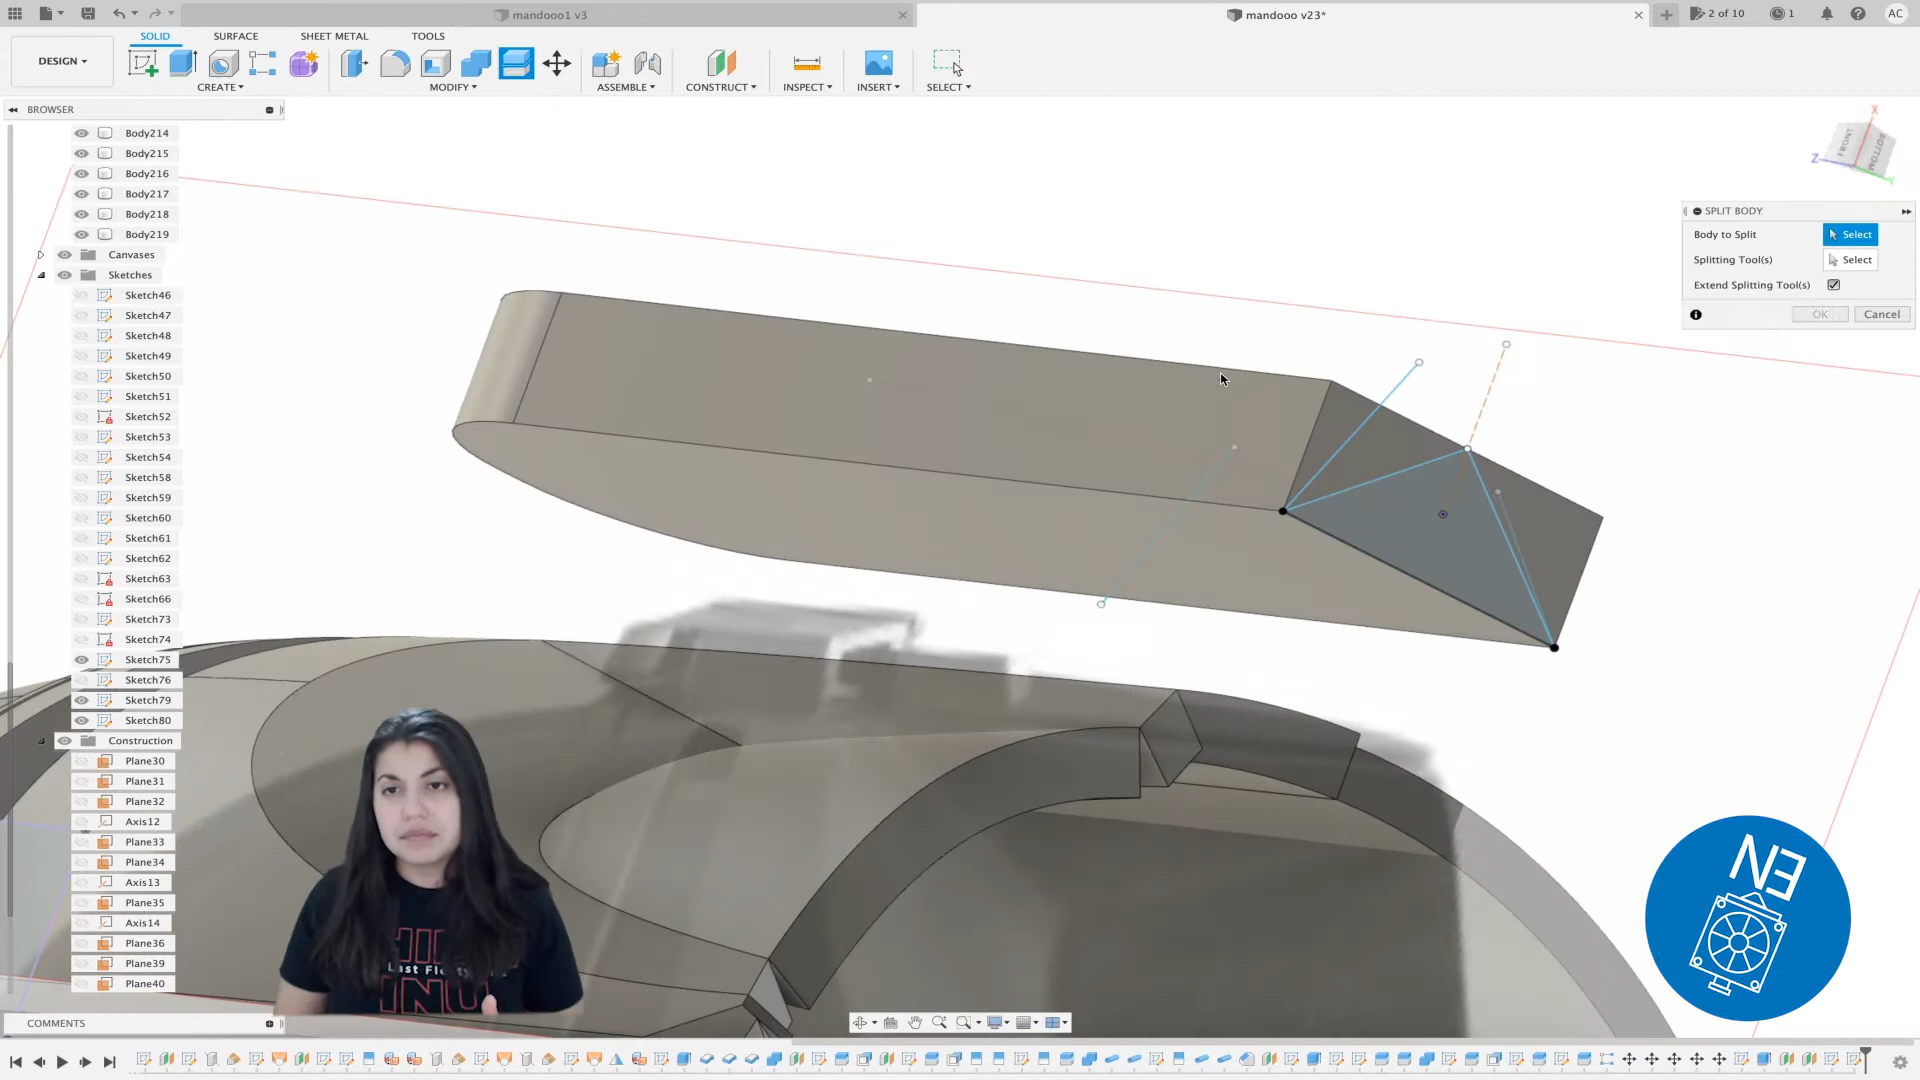 mandooo1 v3
mandooo v23*
2 of 10
1
AC
DESIGN
SOLID
SURFACE
SHEET METAL
TOOLS
CREATE
MODIFY
ASSEMBLE
CONSTRUCT
INSPECT
INSERT
SELECT
BROWSER
Body214
Body215
Body216
Body217
Body218
Body219
Canvases
Sketches
Sketch46
Sketch47
Sketch48
Sketch49
Sketch50
Sketch51
Sketch52
Sketch53
Sketch54
Sketch58
Sketch59
Sketch60
Sketch61
Sketch62
Sketch63
Sketch66
Sketch73
Sketch74
Sketch75
Sketch76
Sketch79
Sketch80
Construction
Plane30
Plane31
Plane32
Axis12
Plane33
Plane34
Axis13
Plane35
Axis14
Plane36
Plane39
Plane40
COMMENTS
X
FRONT
BOTTOM
Z
SPLIT BODY
Body to Split
Select
Splitting Tool(s)
Select
Extend Splitting Tool(s)
OK
Cancel